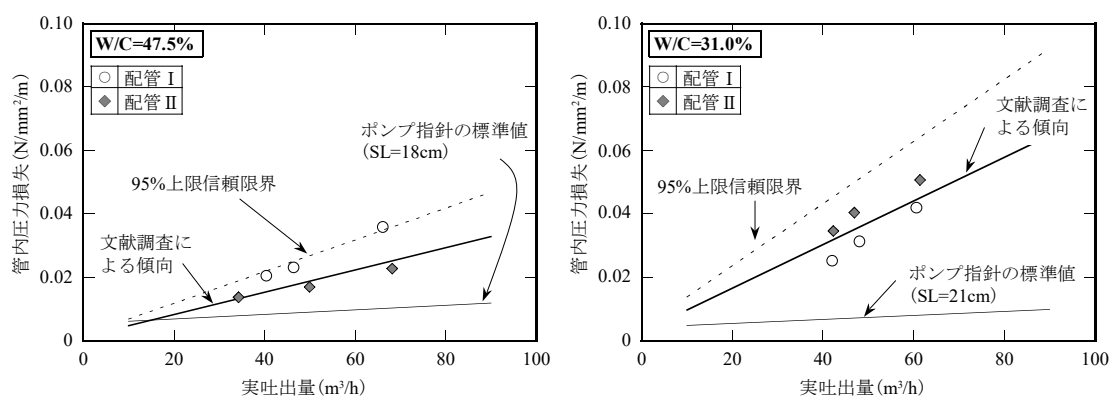 0.10
0.08
0.06
0.04
0.02
0
管内圧力損失(N/mm²/m)
W/C=47.5%
配管Ⅰ
配管Ⅱ
ポンプ指針の標準値
(SL=18cm)
95%上限信頼限界
文献調査に
よる傾向
0 20 40 60 80 100
実吐出量(m³/h)
0.10
0.08
0.06
0.04
0.02
0
管内圧力損失(N/mm²/m)
W/C=31.0%
配管Ⅰ
配管Ⅱ
文献調査に
よる傾向
95%上限信頼限界
ポンプ指針の標準値
(SL=21cm)
0 20 40 60 80 100
実吐出量(m³/h)